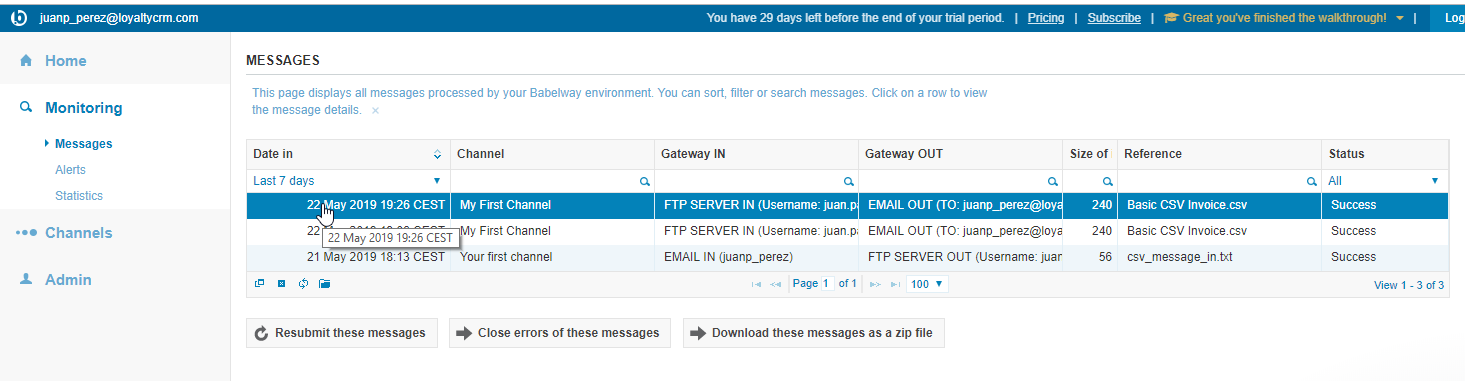 juanp_perez@loyaltycrm.com You have 29 days left before the end of your trial period. | Pricing | Subscribe | Great you've finished the walkthrough! | Log
Home
Monitoring
Messages
Alerts
Statistics
Channels
Admin
MESSAGES
This page displays all messages processed by your Babelway environment. You can sort, filter or search messages. Click on a row to view
the message details. ×
Date in Channel Gateway IN Gateway OUT Size of Reference Status
Last 7 days All
22 May 2019 19:26 CEST My First Channel FTP SERVER IN (Username: juan.pa EMAIL OUT (TO: juanp_perez@loya 240 Basic CSV Invoice.csv Success
22 My First Channel FTP SERVER IN (Username: juan.pa EMAIL OUT (TO: juanp_perez@loya 240 Basic CSV Invoice.csv Success
22 May 2019 19:26 CEST
21 May 2019 18:13 CEST Your first channel EMAIL IN (juanp_perez) FTP SERVER OUT (Username: juan 56 csv_message_in.txt Success
Page 1 of 1 100 View 1 - 3 of 3
Resubmit these messages Close errors of these messages Download these messages as a zip file